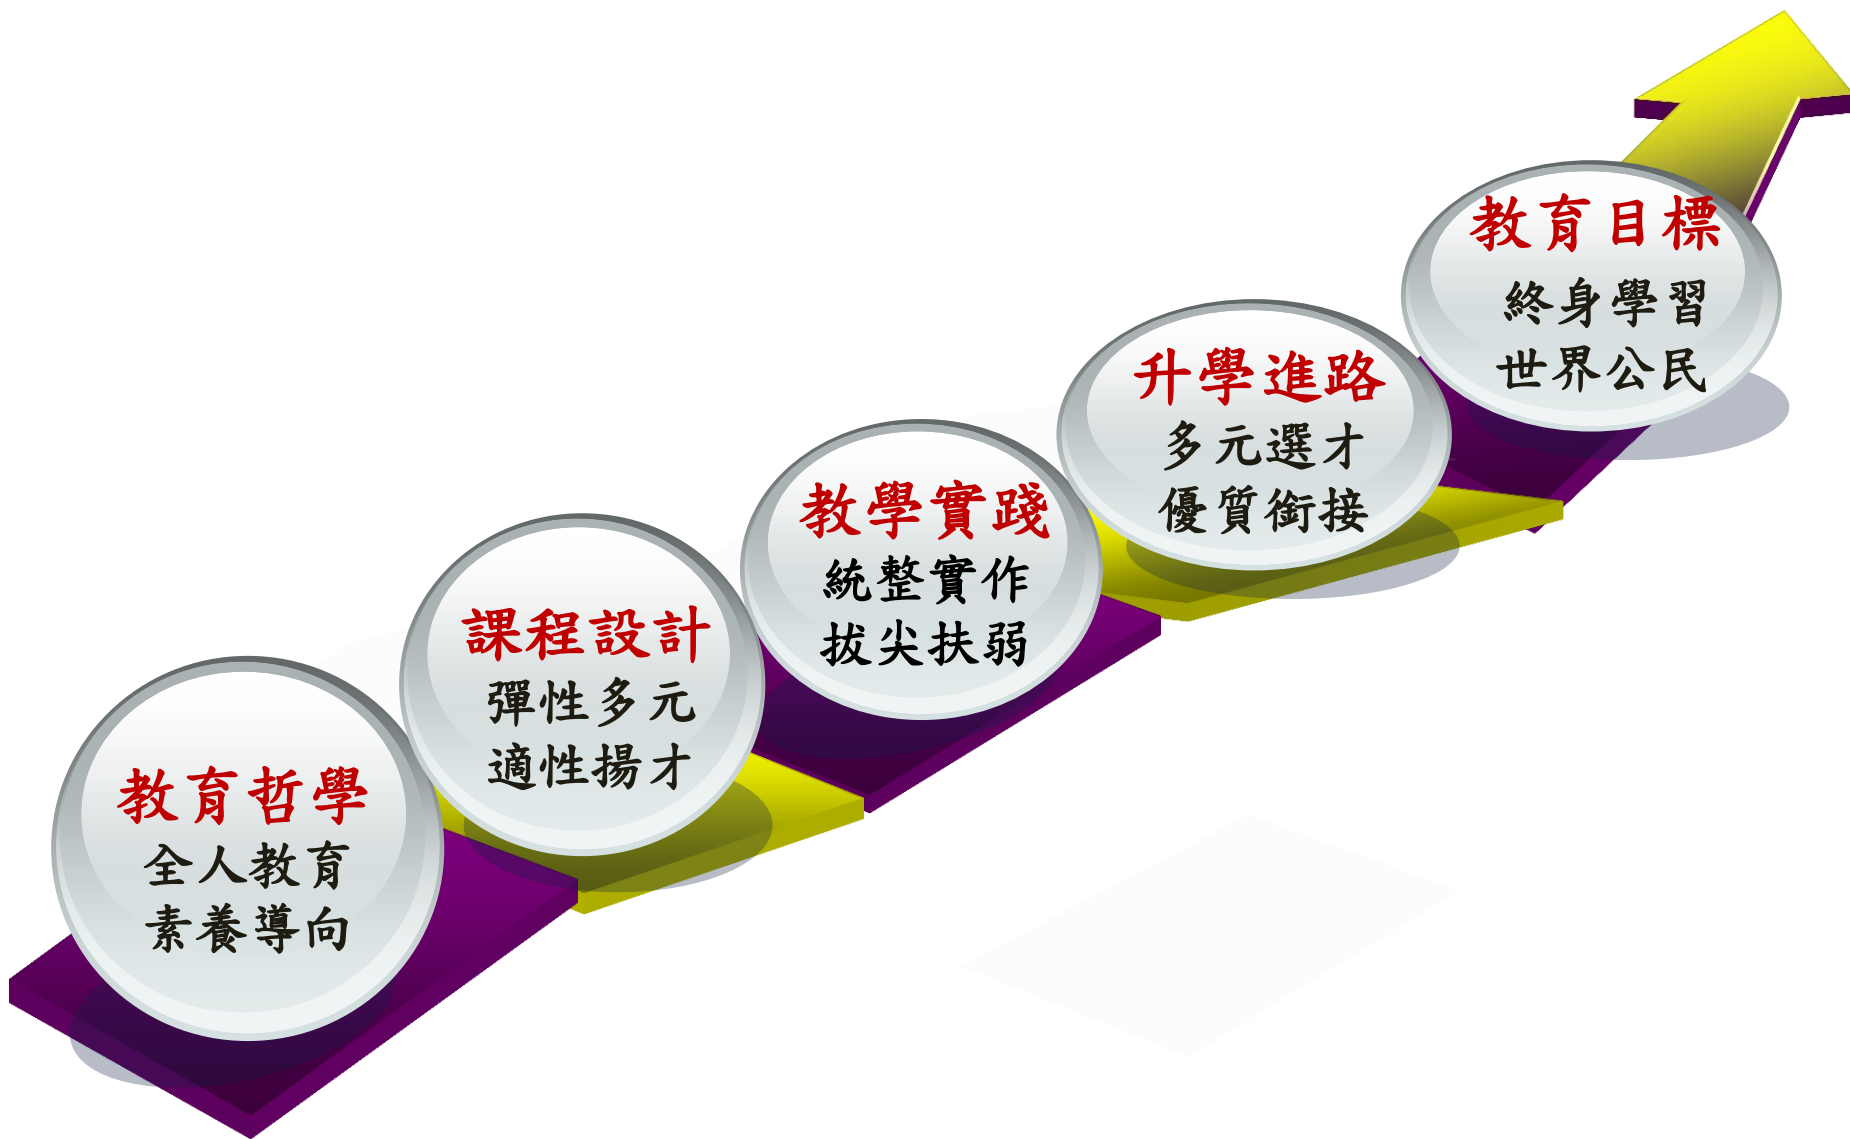 教育哲學
全人教育
素養導向
課程設計
彈性多元
適性揚才
教學實踐
統整實作
拔尖扶弱
升學進路
多元選才
優質銜接
教育目標
終身學習
世界公民